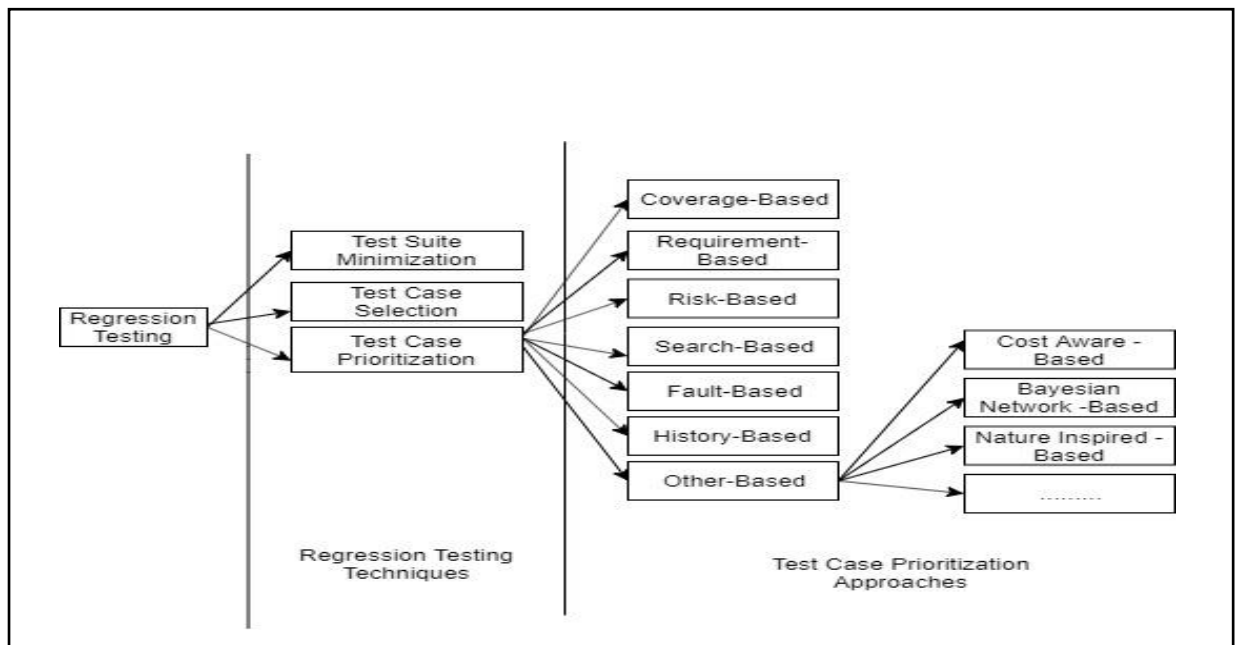 Regression
Testing
Test Suite
Minimization
Test Case
Selection
Test Case
Prioritization
Regression Testing
Techniques
Coverage-Based
Requirement-
Based
Risk-Based
Search-Based
Fault-Based
History-Based
Other-Based
Cost Aware -
Based
Bayesian
Network -Based
Nature Inspired -
Based
.........
Test Case Prioritization
Approaches